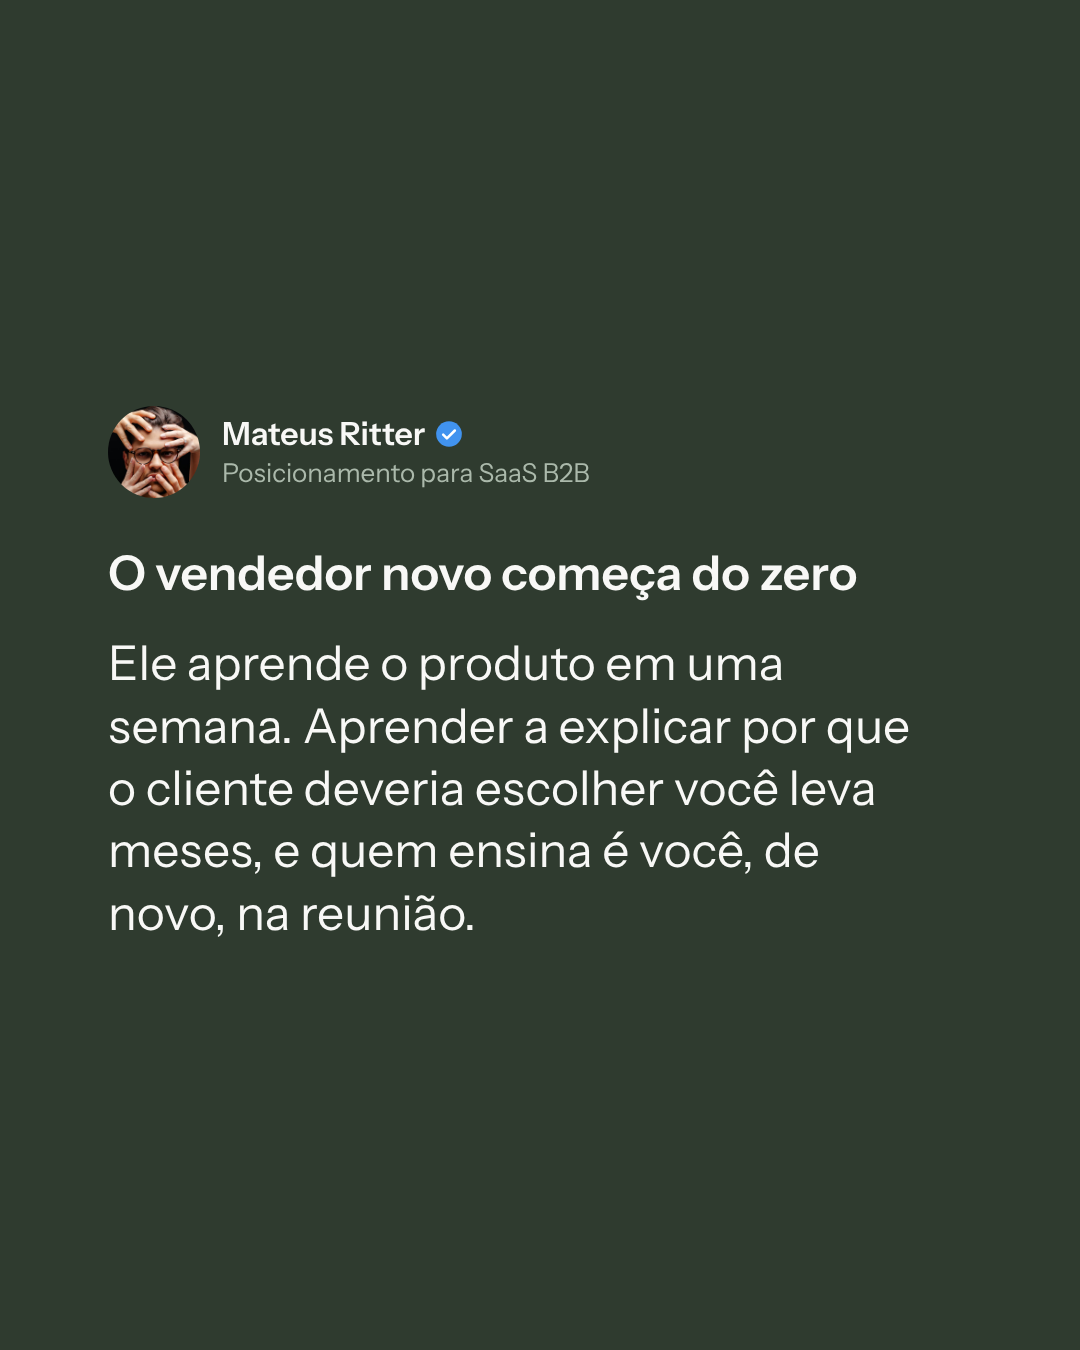 Mateus Ritter
Posicionamento para SaaS B2B
O vendedor novo começa do zero
Ele aprende o produto em uma
semana. Aprender a explicar por que
o cliente deveria escolher você leva
meses, e quem ensina é você, de
novo, na reunião.